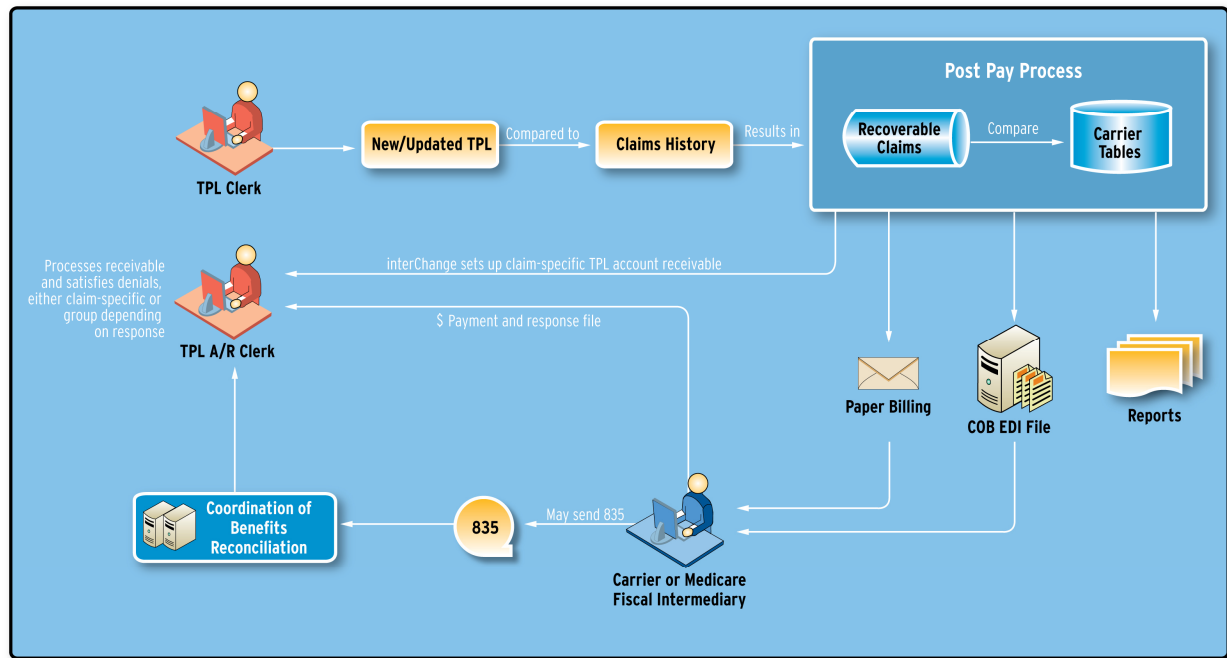 Post Pay Process
TPL Clerk
New/Updated TPL
Compared to
Claims History
Results in
Recoverable
Claims
Compare
Carrier
Tables
Processes receivable
and satisfies denials,
either claim-specific or
group depending
on response
TPL A/R Clerk
interChange sets up claim-specific TPL account receivable
$ Payment and response file
Paper Billing
COB EDI File
Reports
Coordination of
Benefits
Reconciliation
835
May send 835
Carrier or Medicare
Fiscal Intermediary